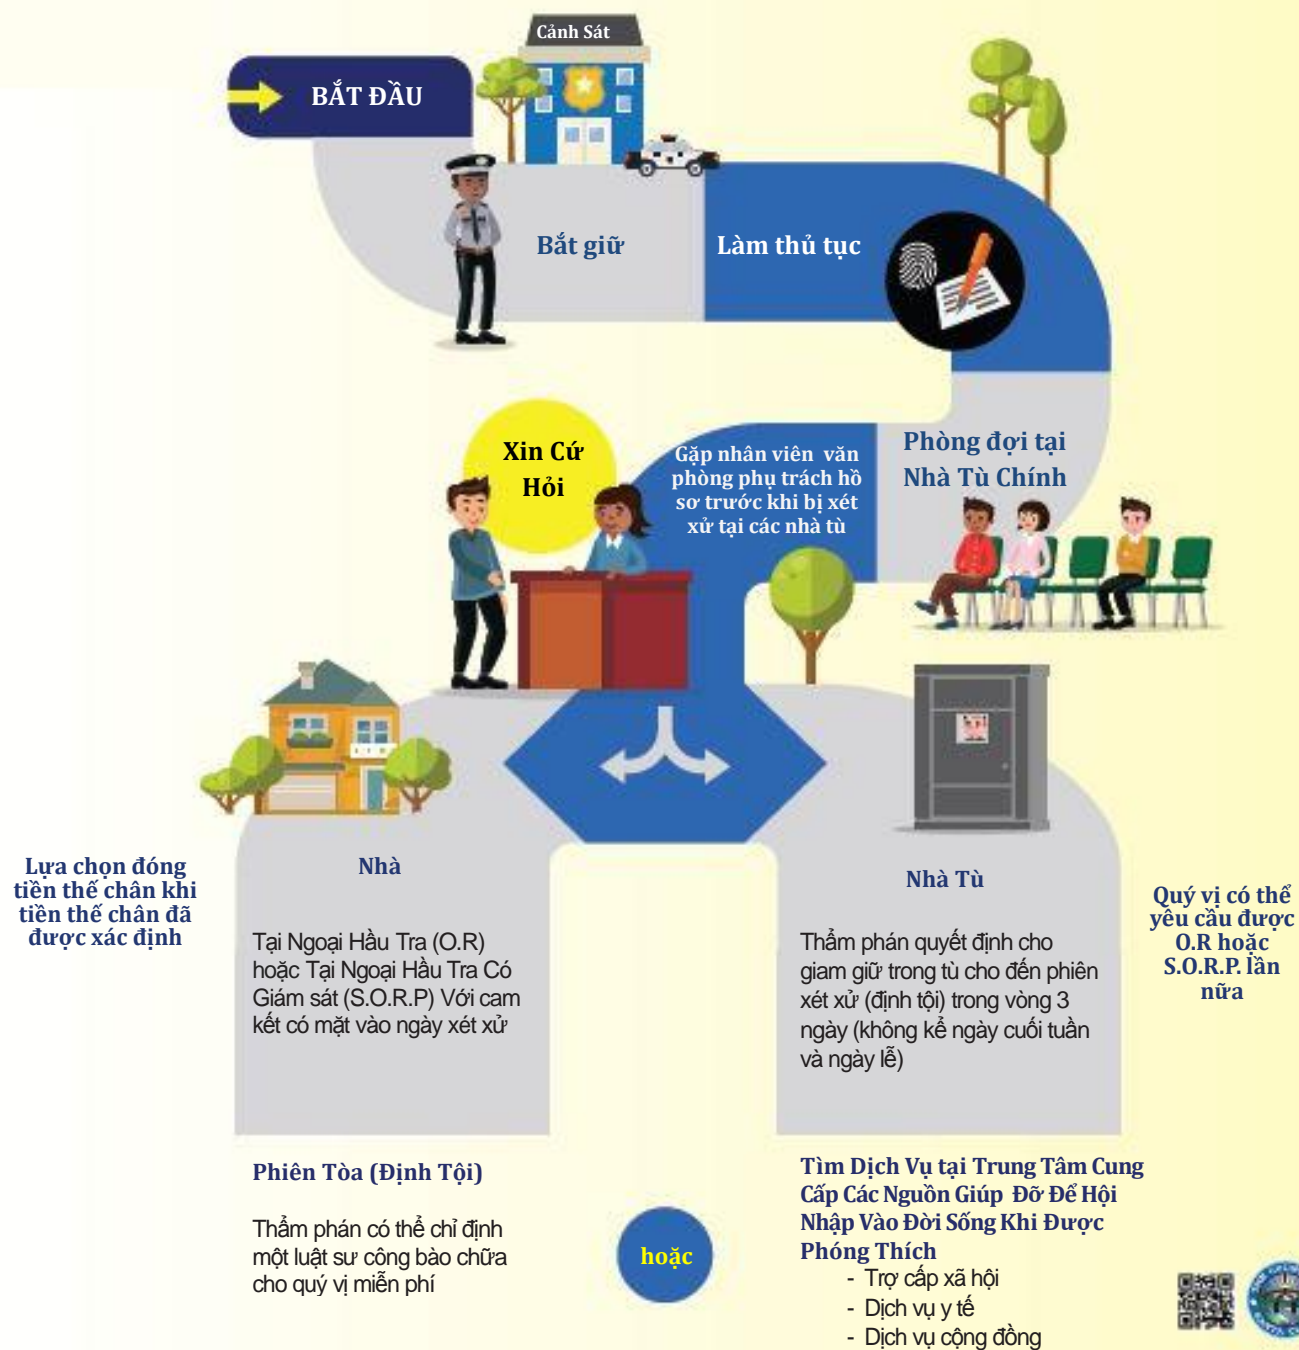 Cảnh Sát
BẮT ĐẦU
Bắt giữ
Làm thủ tục
Phòng đợi tại
Nhà Tù Chính
Gặp nhân viên văn
phòng phụ trách hồ
sơ trước khi bị xét
xử tại các nhà tù
Xin Cứ
Hỏi
Lựa chọn đóng
tiền thế chân khi
tiền thế chân đã
được xác định
Nhà
Tại Ngoại Hầu Tra (O.R)
hoặc Tại Ngoại Hầu Tra Có
Giám sát (S.O.R.P) Với cam
kết có mặt vào ngày xét xử
Nhà Tù
Thẩm phán quyết định cho
giam giữ trong tù cho đến phiên
xét xử (định tội) trong vòng 3
ngày (không kể ngày cuối tuần
và ngày lễ)
Quý vị có thể
yêu cầu được
O.R hoặc
S.O.R.P. lần
nữa
Phiên Tòa (Định Tội)
Thẩm phán có thể chỉ định
một luật sư công bào chữa
cho quý vị miễn phí
hoặc
Tìm Dịch Vụ tại Trung Tâm Cung
Cấp Các Nguồn Giúp Đỡ Để Hội
Nhập Vào Đời Sống Khi Được
Phóng Thích
- Trợ cấp xã hội
- Dịch vụ y tế
- Dịch vụ cộng đồng